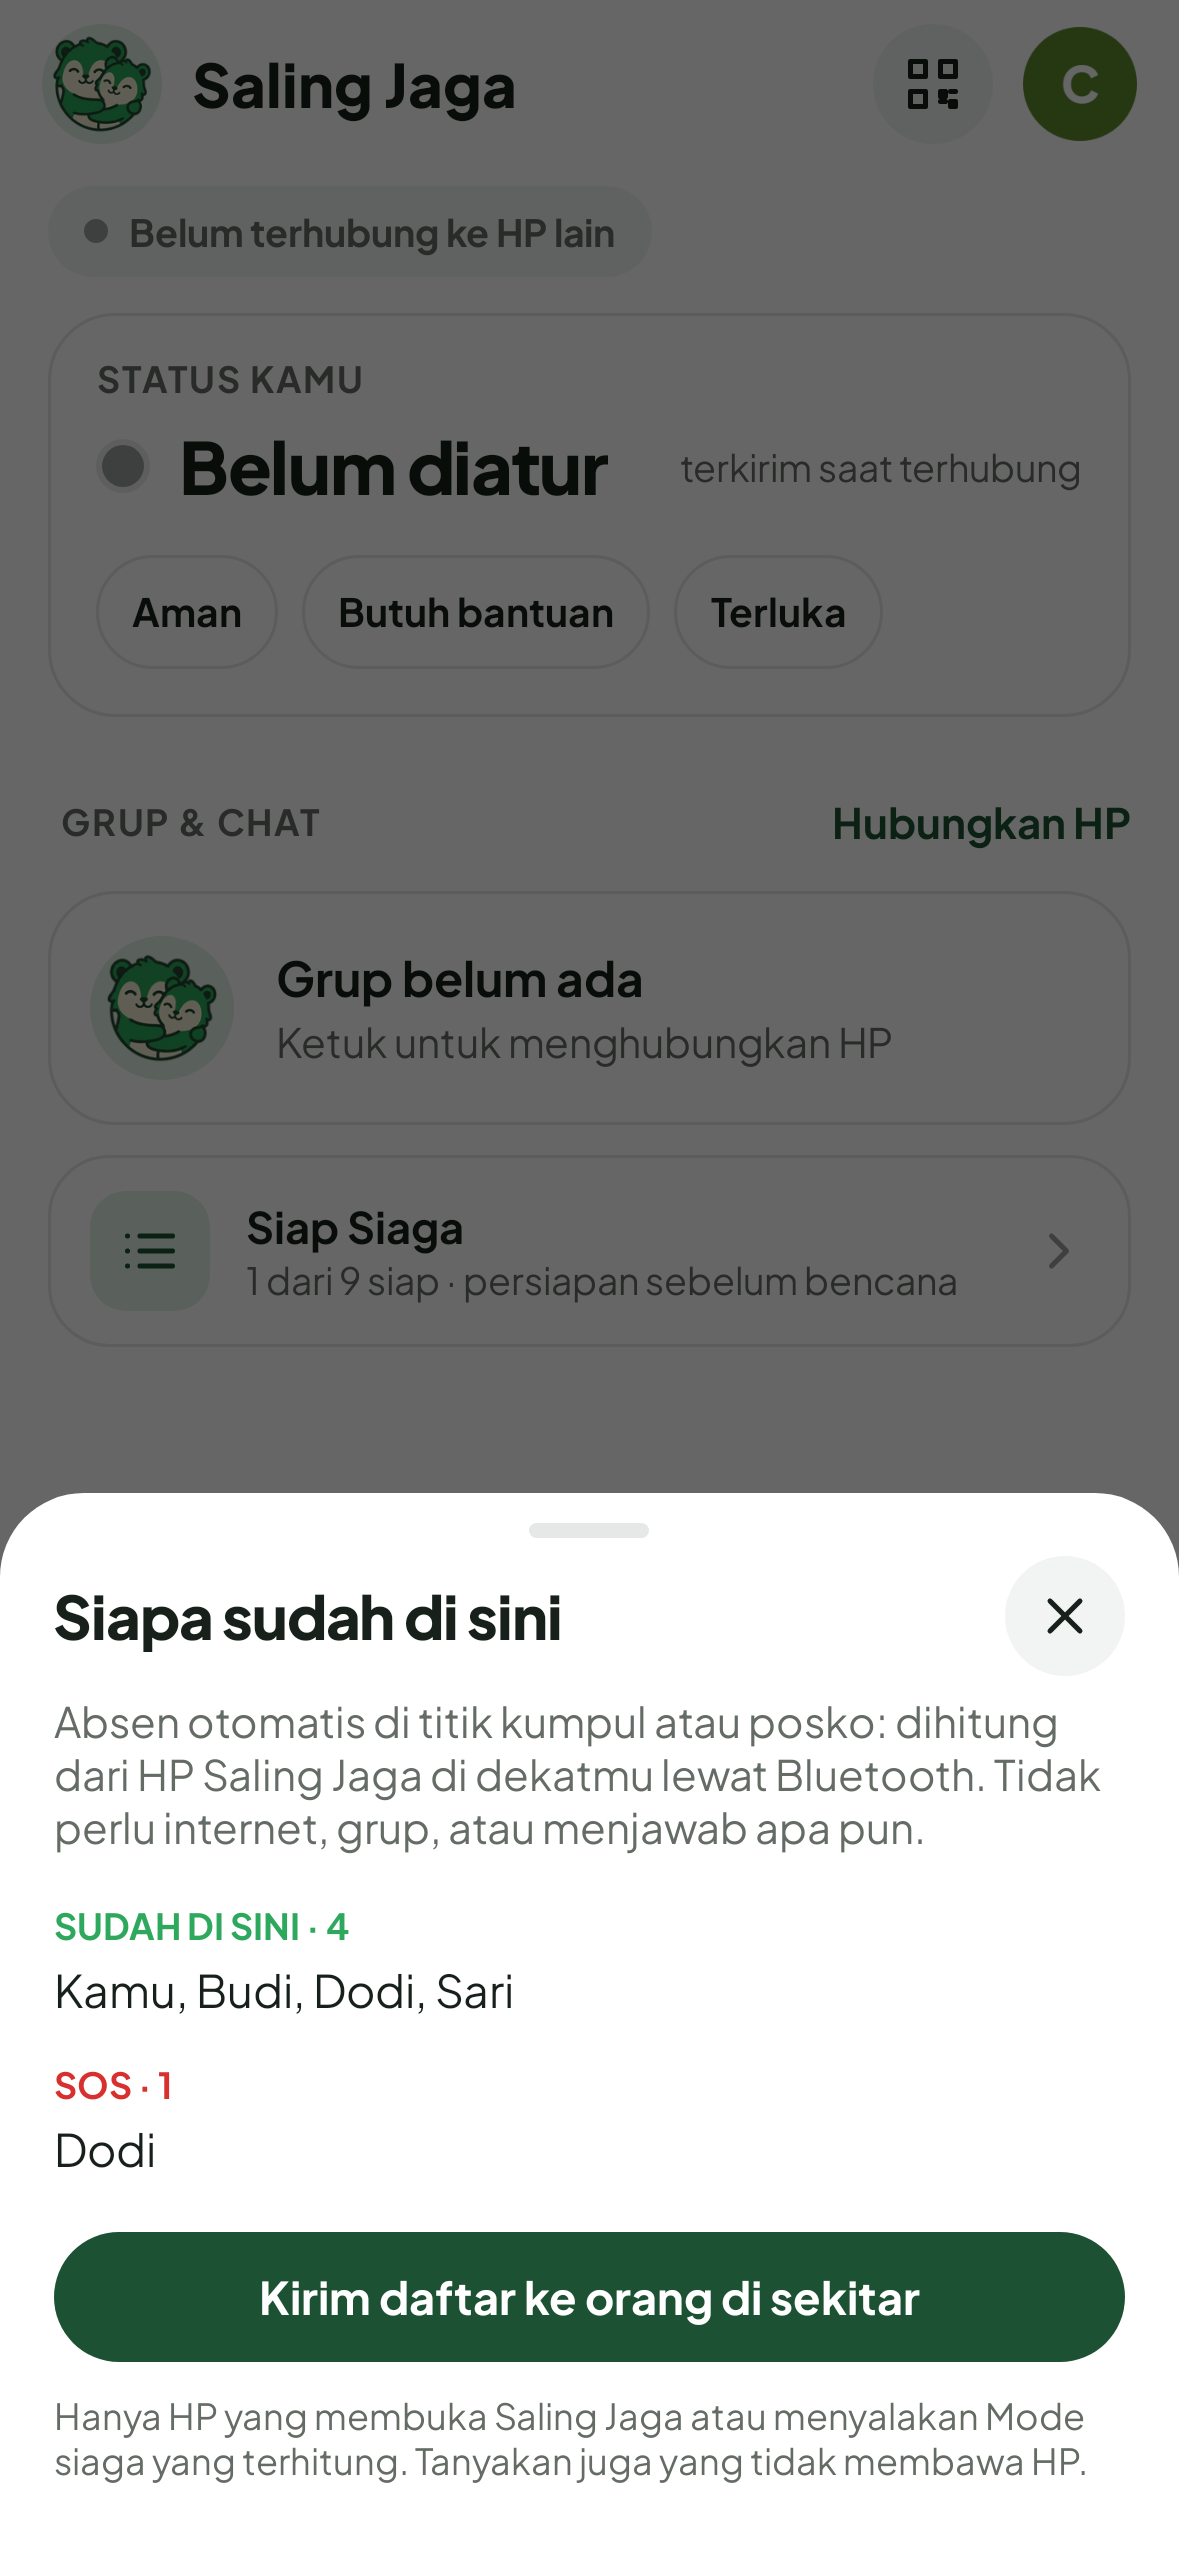 Saling Jaga
C
Belum terhubung ke HP lain
STATUS KAMU
Belum diatur
terkirim saat terhubung
Aman
Butuh bantuan
Terluka
GRUP & CHAT
Hubungkan HP
Grup belum ada
Ketuk untuk menghubungkan HP
Siap Siaga
1 dari 9 siap · persiapan sebelum bencana
Siapa sudah di sini
Absen otomatis di titik kumpul atau posko: dihitung
dari HP Saling Jaga di dekatmu lewat Bluetooth. Tidak
perlu internet, grup, atau menjawab apa pun.
SUDAH DI SINI · 4
Kamu, Budi, Dodi, Sari
SOS · 1
Dodi
Kirim daftar ke orang di sekitar
Hanya HP yang membuka Saling Jaga atau menyalakan Mode
siaga yang terhitung. Tanyakan juga yang tidak membawa HP.